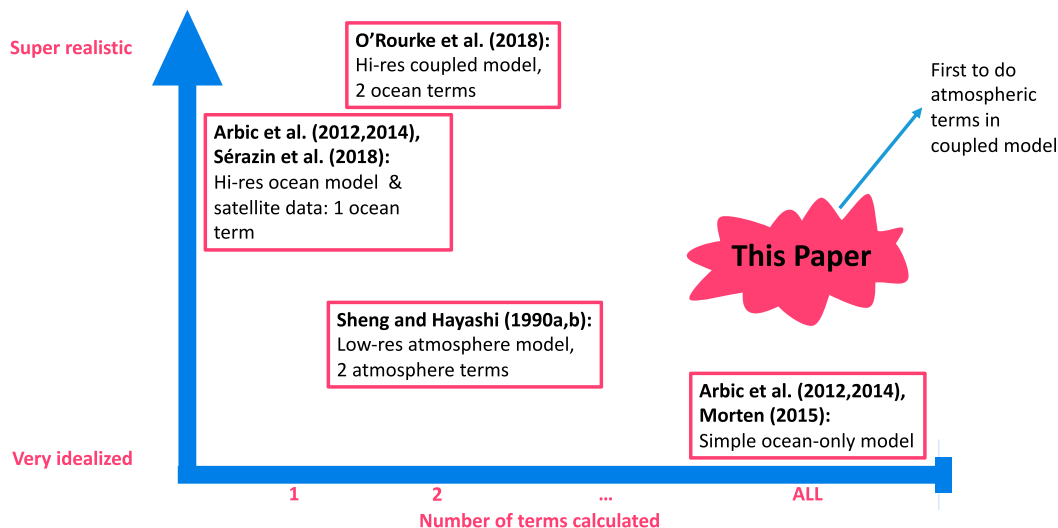 Super realistic
O'Rourke et al. (2018):
Hi-res coupled model,
2 ocean terms
Arbic et al. (2012,2014),
Sérazin et al. (2018):
Hi-res ocean model &
satellite data: 1 ocean
term
First to do
atmospheric
terms in
coupled model
This Paper
Sheng and Hayashi (1990a,b):
Low-res atmosphere model,
2 atmosphere terms
Arbic et al. (2012,2014),
Morten (2015):
Simple ocean-only model
Very idealized
1 2 ... ALL
Number of terms calculated